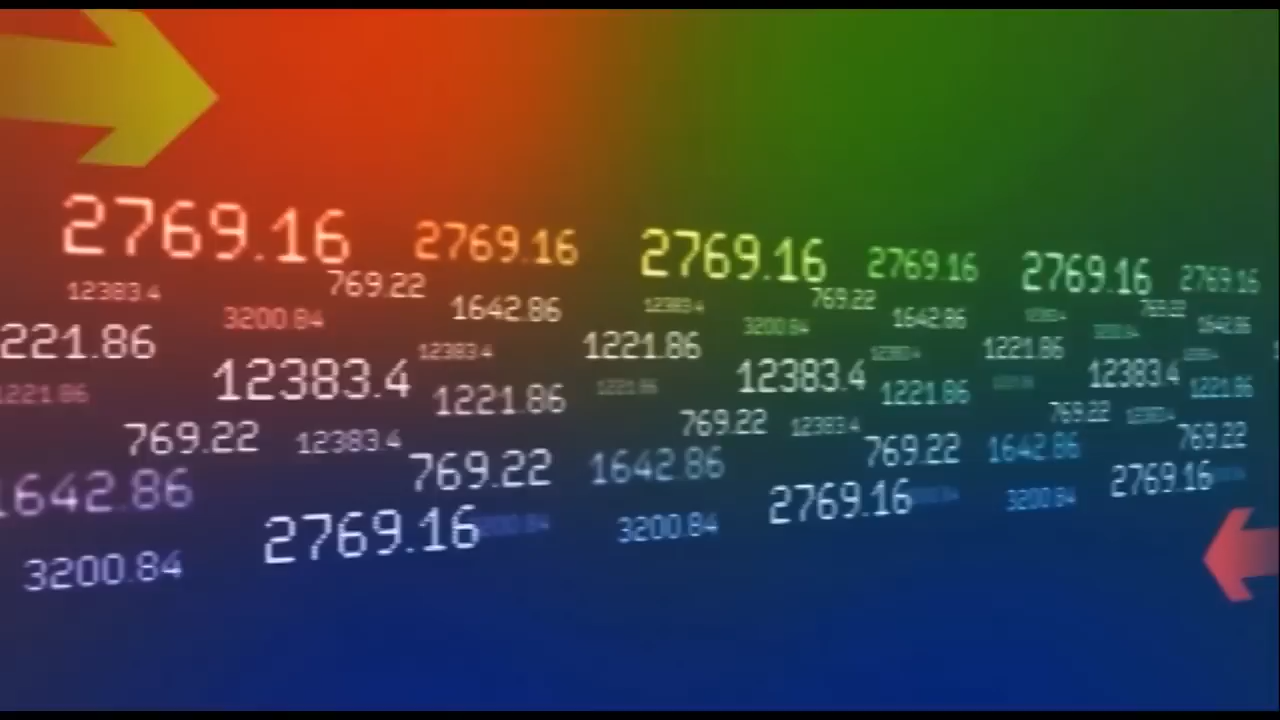 2769.16 2769.16 2769.16 2769.16 2769.16 2769.16
12383.4 769.22 1642.86 12383.4 769.22 1642.86 769.22 1642.86
3200.84 3200.84
221.86 12383.4 1221.86 1221.86
1221.86 12383.4 1221.86 12383.4 1221.86 12383.4 1221.86
769.22 12383.4 769.22 12383.4 769.22
1642.86 769.22 1642.86 769.22 1642.86 769.22
2769.16 3200.84 2769.16 3200.84 2769.16
3200.84